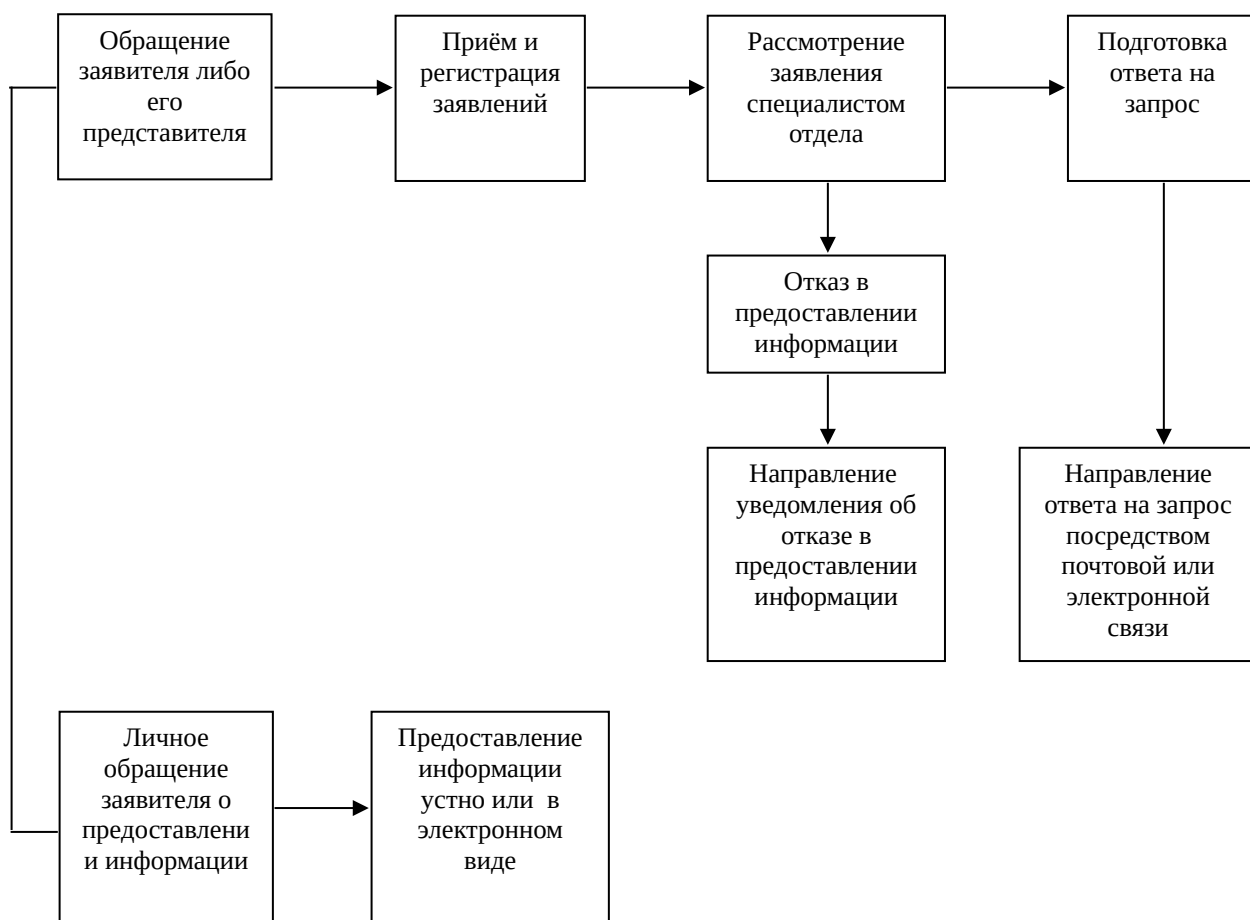 Обращение
заявителя либо
его
представителя
Приём и
регистрация
заявлений
Рассмотрение
заявления
специалистом
отдела
Подготовка
ответа на
запрос
Отказ в
предоставлении
информации
Направление
уведомления об
отказе в
предоставлении
информации
Направление
ответа на запрос
посредством
почтовой или
электронной
связи
Личное
обращение
заявителя о
предоставлени
и информации
Предоставление
информации
устно или в
электронном
виде